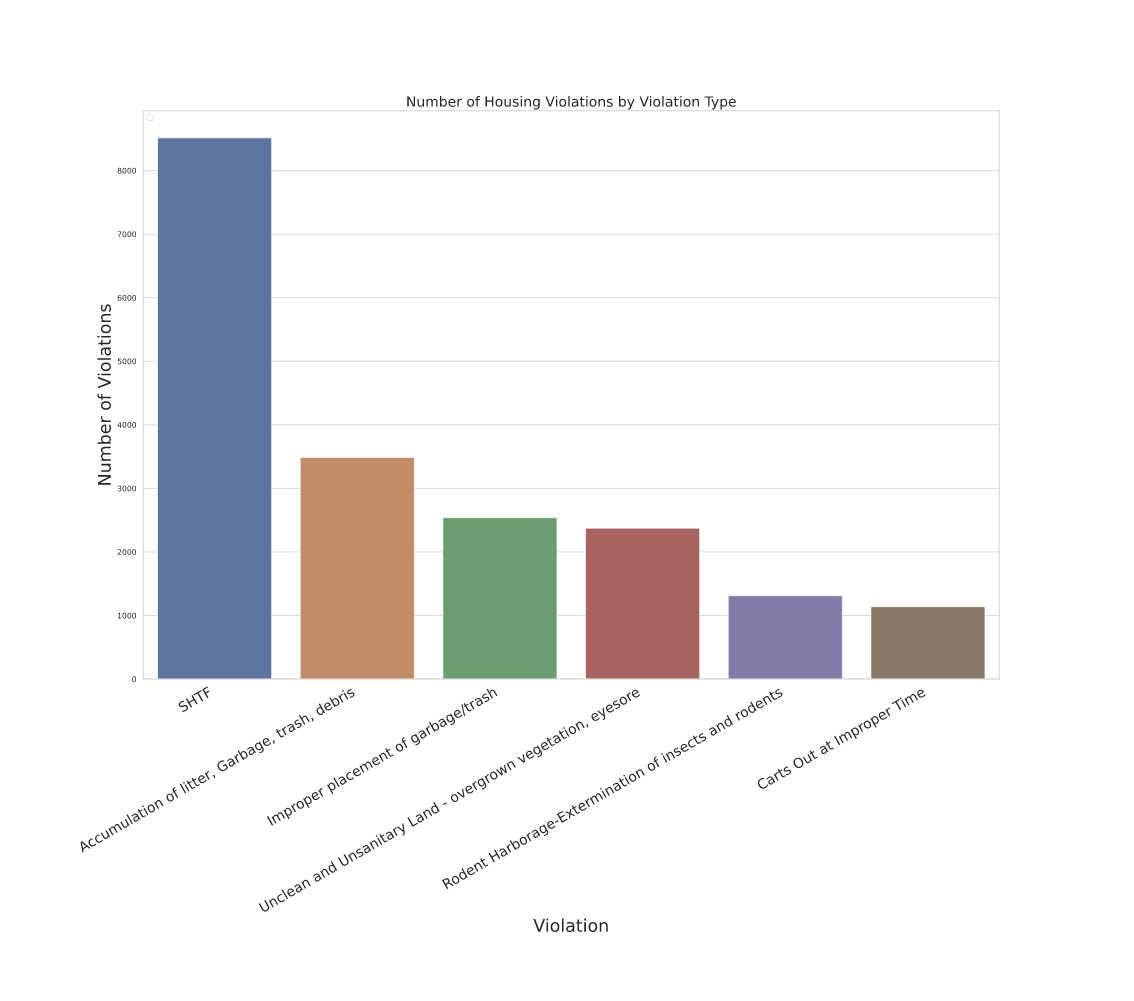 Number of Housing Violations by Violation Type
Number of Violations
8000
7000
6000
5000
4000
3000
2000
1000
0
SHTF
Accumulation of litter, Garbage, trash, debris
Improper placement of garbage/trash
Unclean and Unsanitary Land - overgrown vegetation, eyesore
Rodent Harborage-Extermination of insects and rodents
Carts Out at Improper Time
Violation